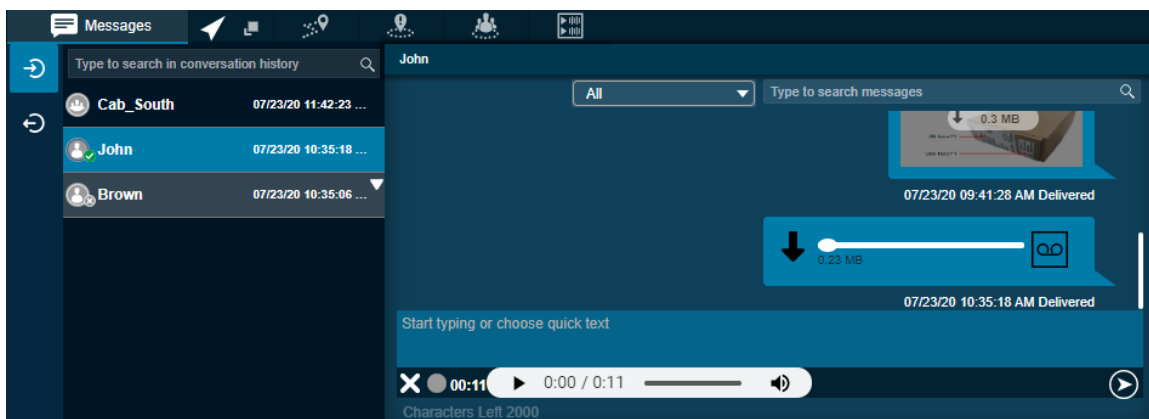 Messages
Type to search in conversation history
John
Cab_South 07/23/20 11:42:23 ...
John 07/23/20 10:35:18 ...
Brown 07/23/20 10:35:06 ...
All
Type to search messages
0.3 MB
07/23/20 09:41:28 AM Delivered
0.23 MB
07/23/20 10:35:18 AM Delivered
Start typing or choose quick text
00:11
0:00 / 0:11
Characters Left 2000